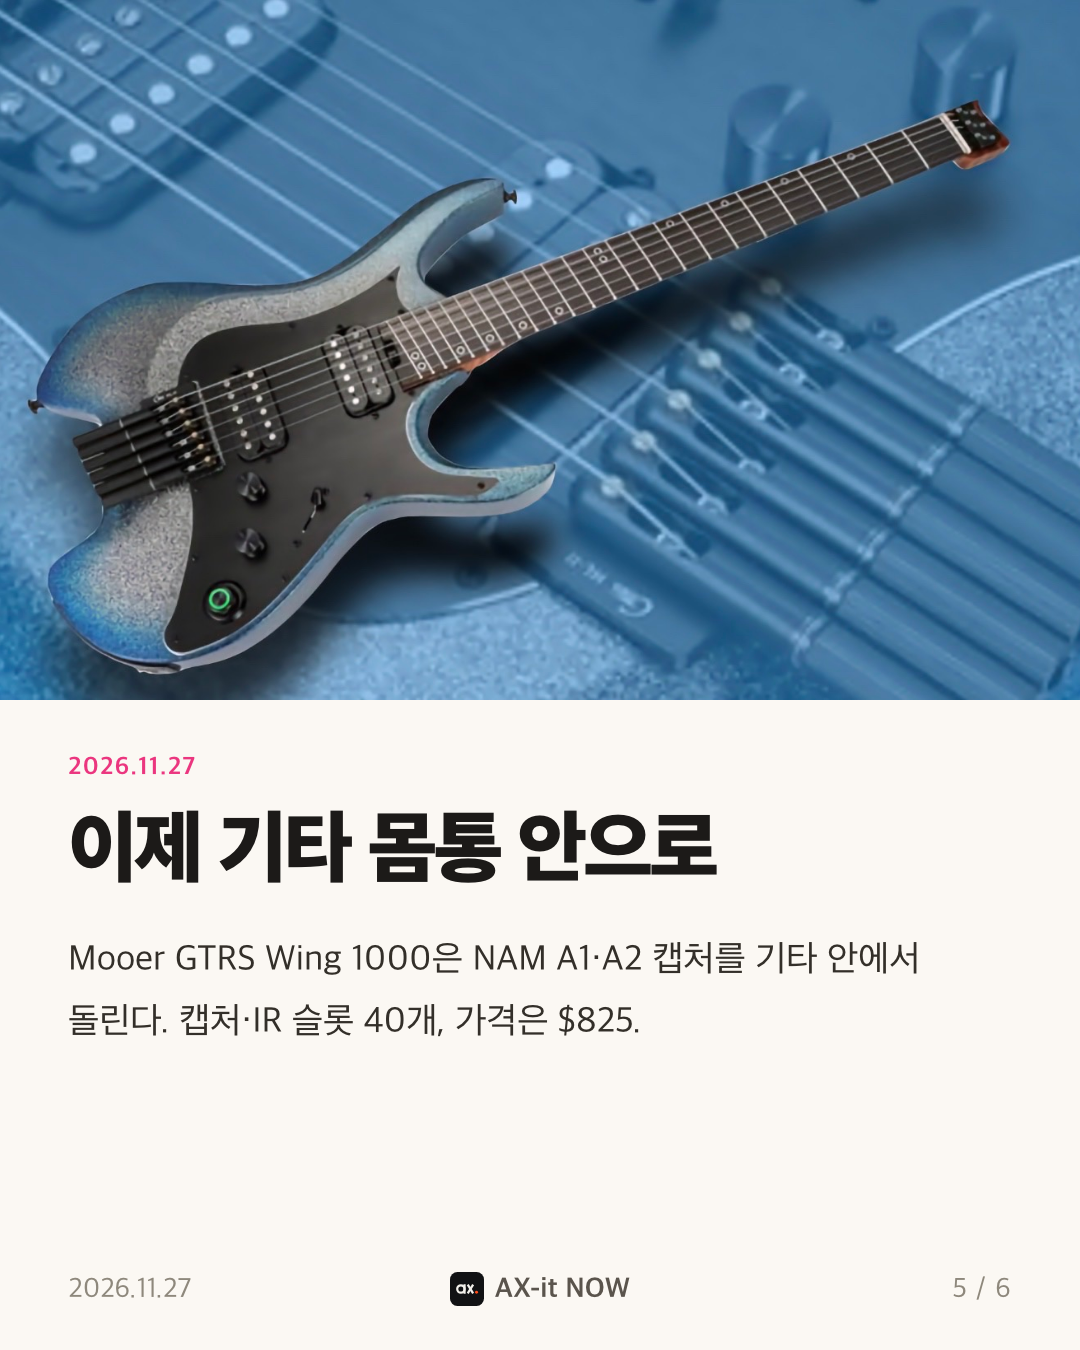 2026.11.27
이제 기타 몸통 안으로
Mooer GTRS Wing 1000은 NAM A1·A2 캡처를 기타 안에서
돌린다. 캡처·IR 슬롯 40개, 가격은 $825.
2026.11.27
ax. AX-it NOW
5 / 6